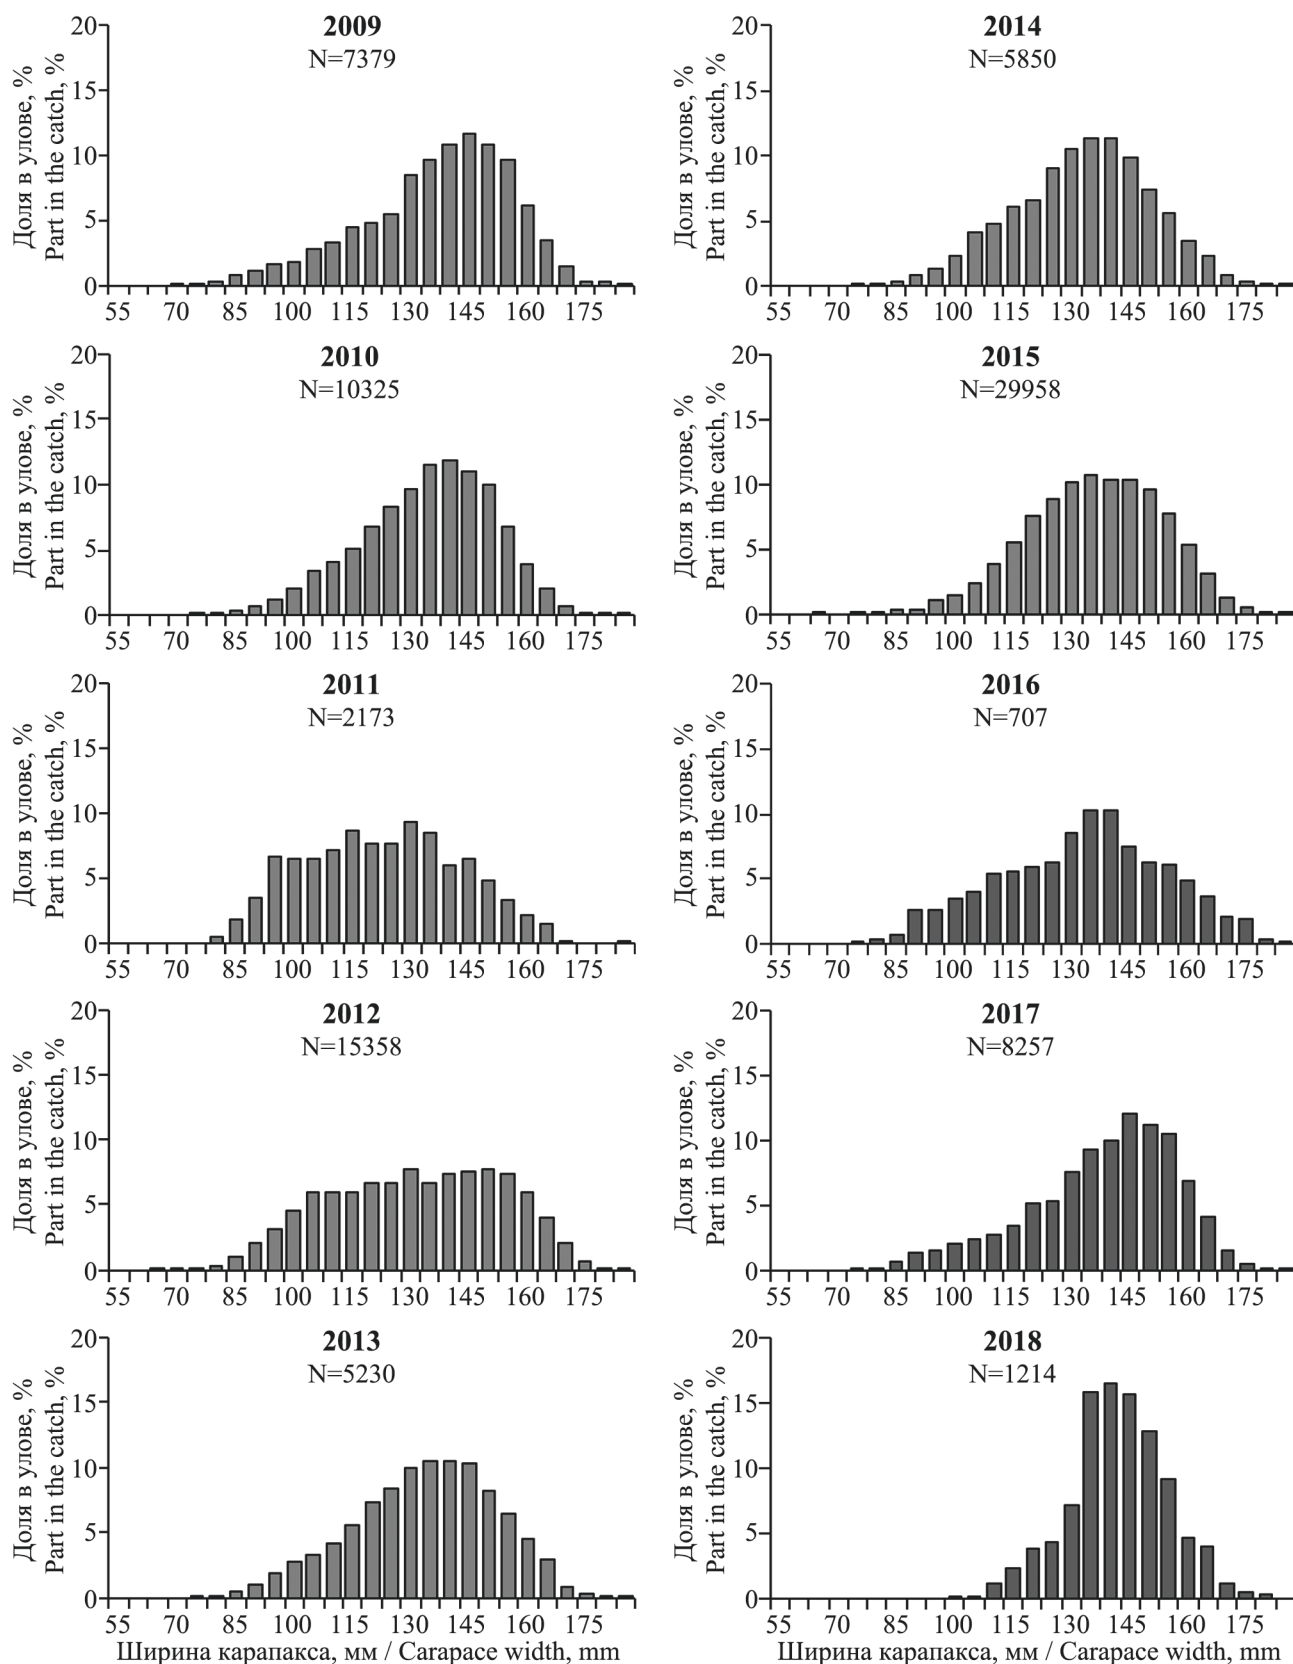 2009
N=7379
Доля в улове, %
Part in the catch, %
20
15
10
5
0
55 70 85 100 115 130 145 160 175
2014
N=5850
Доля в улове, %
Part in the catch, %
20
15
10
5
0
55 70 85 100 115 130 145 160 175
2010
N=10325
Доля в улове, %
Part in the catch, %
20
15
10
5
0
55 70 85 100 115 130 145 160 175
2015
N=29958
Доля в улове, %
Part in the catch, %
20
15
10
5
0
55 70 85 100 115 130 145 160 175
2011
N=2173
Доля в улове, %
Part in the catch, %
20
15
10
5
0
55 70 85 100 115 130 145 160 175
2016
N=707
Доля в улове, %
Part in the catch, %
20
15
10
5
0
55 70 85 100 115 130 145 160 175
2012
N=15358
Доля в улове, %
Part in the catch, %
20
15
10
5
0
55 70 85 100 115 130 145 160 175
2017
N=8257
Доля в улове, %
Part in the catch, %
20
15
10
5
0
55 70 85 100 115 130 145 160 175
2013
N=5230
Доля в улове, %
Part in the catch, %
20
15
10
5
0
55 70 85 100 115 130 145 160 175
Ширина карапакса, мм / Carapace width, mm
2018
N=1214
Доля в улове, %
Part in the catch, %
20
15
10
5
0
55 70 85 100 115 130 145 160 175
Ширина карапакса, мм / Carapace width, mm